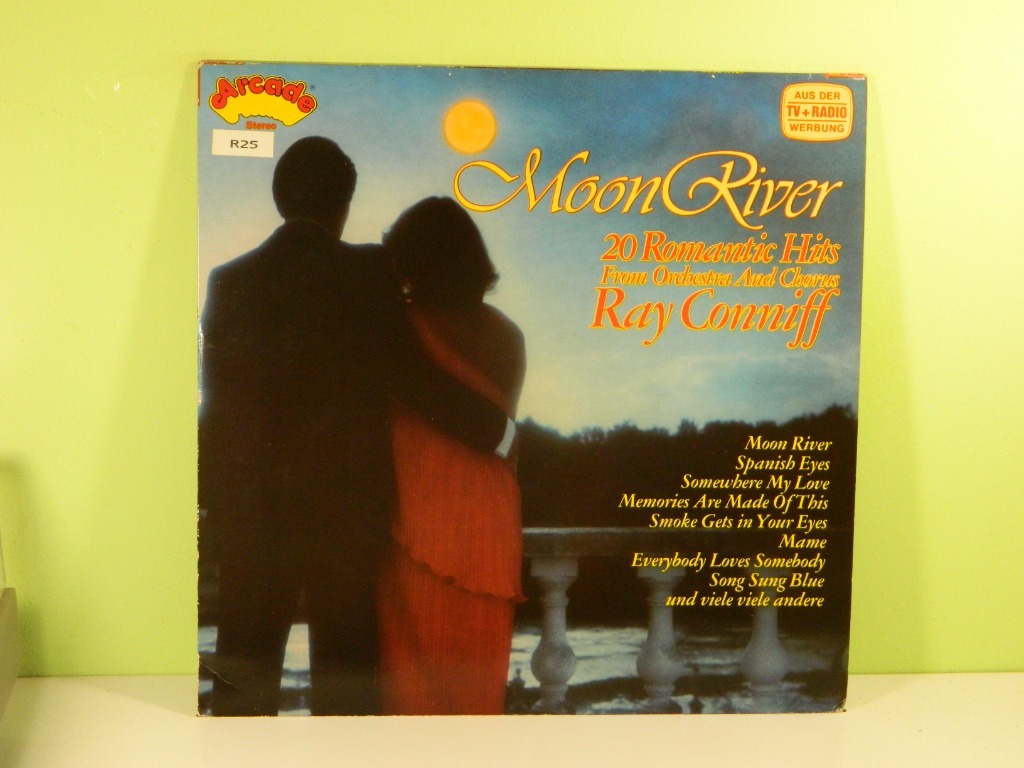 Arcade
Stereo
R25
AUS DER
TV+RADIO
WERBUNG
Moon River
20 Romantic Hits
From Orchestra And Chorus
Ray Conniff
Moon River
Spanish Eyes
Somewhere My Love
Memories Are Made Of This
Smoke Gets in Your Eyes
Mame
Everybody Loves Somebody
Song Sung Blue
und viele viele andere